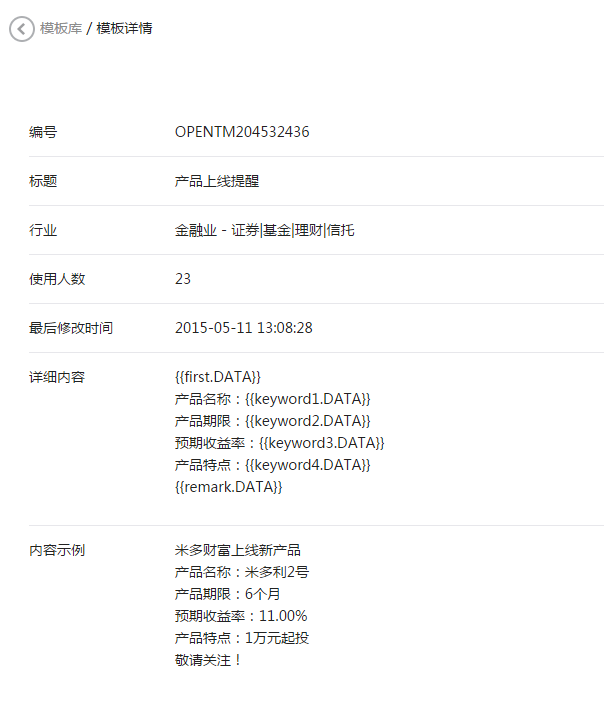 模板库 / 模板详情
编号 OPENTM204532436
标题 产品上线提醒
行业 金融业 - 证券|基金|理财|信托
使用人数 23
最后修改时间 2015-05-11 13:08:28
详细内容 {{first.DATA}}
产品名称：{{keyword1.DATA}}
产品期限：{{keyword2.DATA}}
预期收益率：{{keyword3.DATA}}
产品特点：{{keyword4.DATA}}
{{remark.DATA}}
内容示例 米多财富上线新产品
产品名称：米多利2号
产品期限：6个月
预期收益率：11.00%
产品特点：1万元起投
敬请关注！